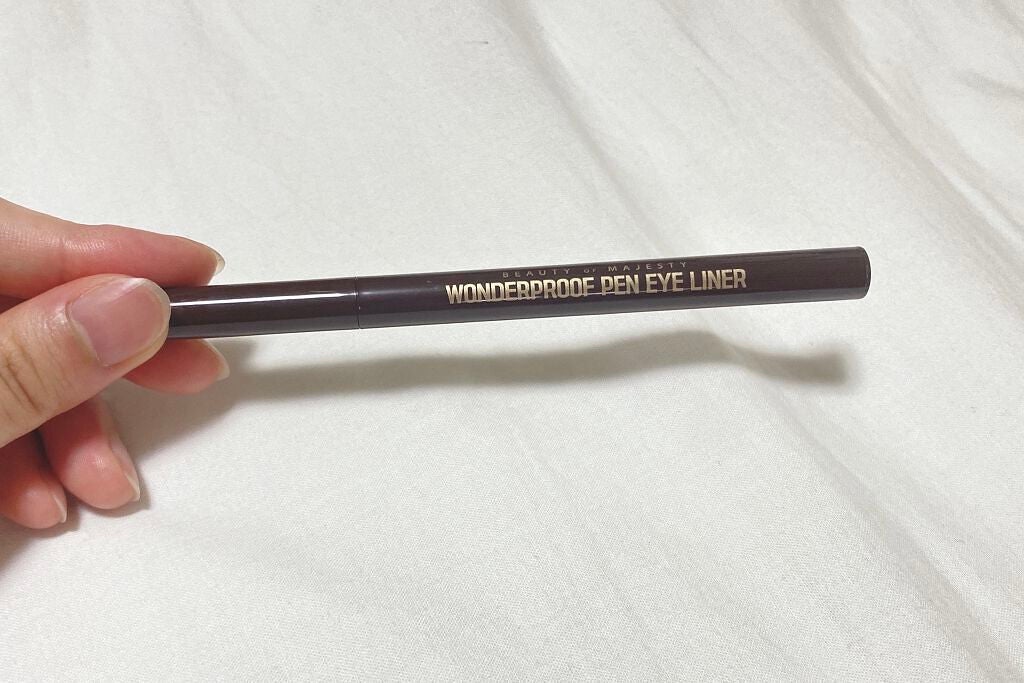 BEAUTY OF MAJESTY
WONDERPROOF PEN EYE LINER